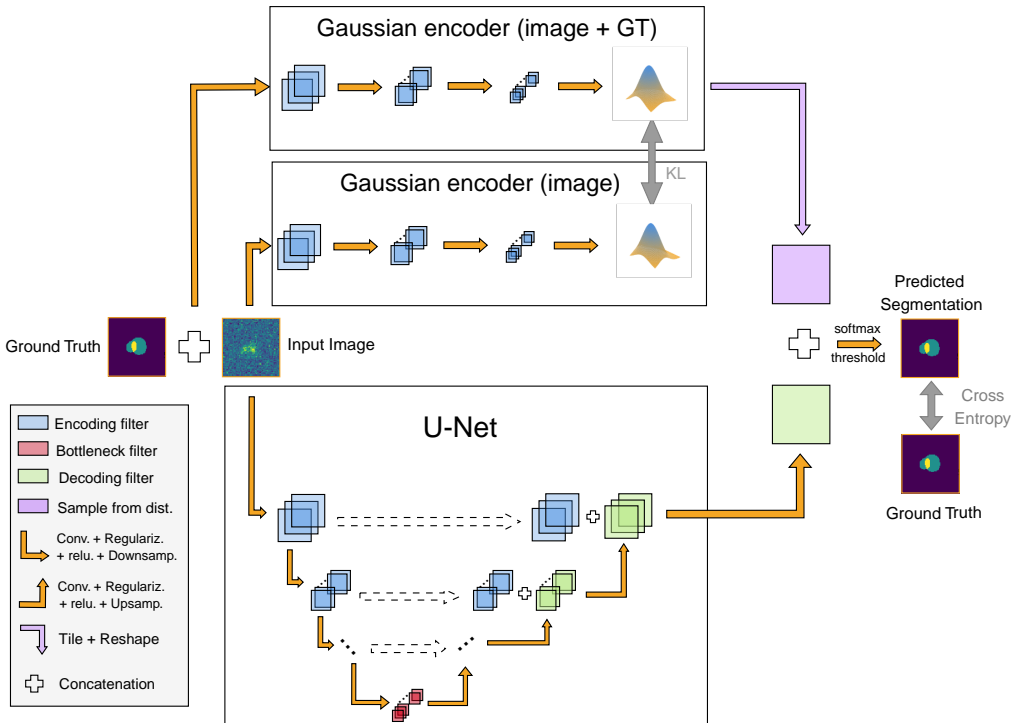 Gaussian encoder (image + GT)
KL
Gaussian encoder (image)
Ground Truth
Input Image
Predicted
Segmentation
softmax
threshold
Cross
Entropy
Ground Truth
U-Net
Encoding filter
Bottleneck filter
Decoding filter
Sample from dist.
Conv. + Regulariz.
+ relu. + Downsamp.
Conv. + Regulariz.
+ relu. + Upsamp.
Tile + Reshape
Concatenation